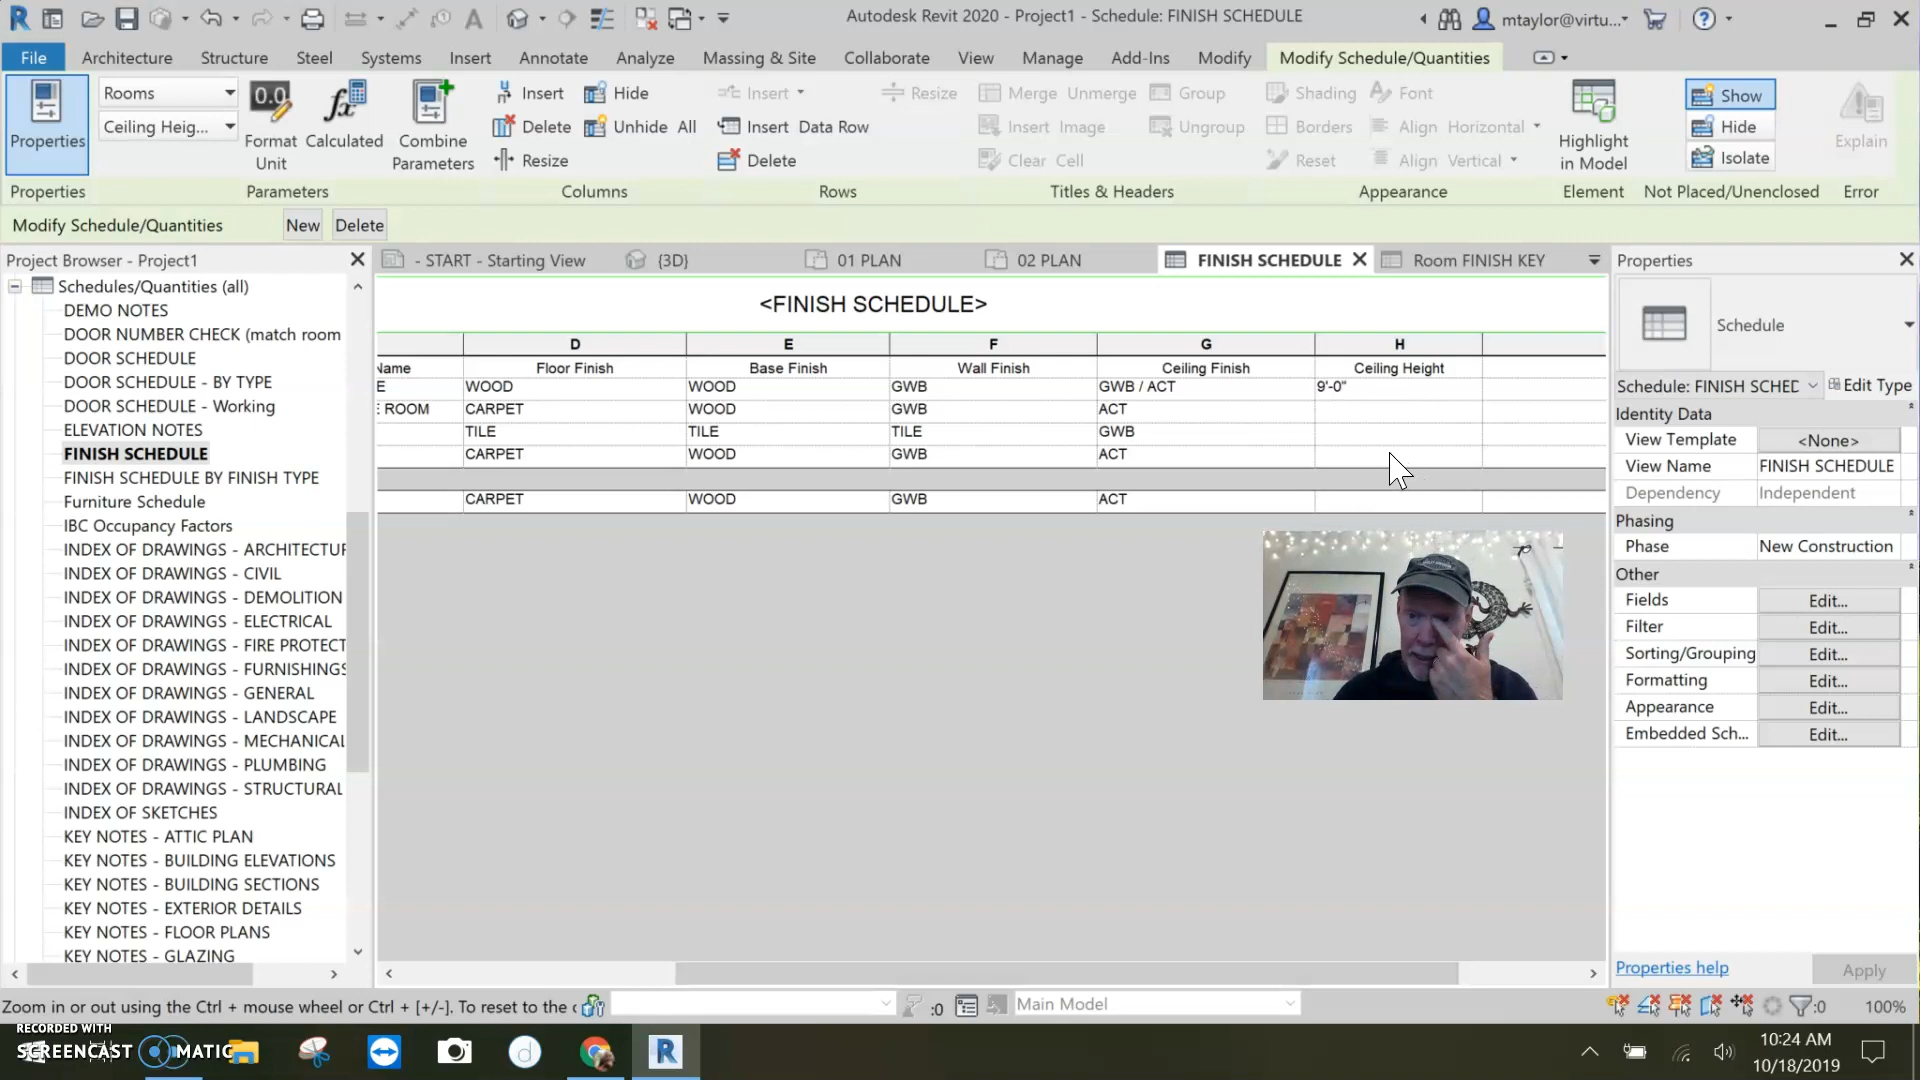 Autodesk Revit 2020 - Project1 - Schedule: FINISH SCHEDULE
mtaylor@virtu...
File Architecture Structure Steel Systems Insert Annotate Analyze Massing & Site Collaborate View Manage Add-Ins Modify Modify Schedule/Quantities
Properties
Rooms
Ceiling Heig...
Format Unit
Calculated
Combine Parameters
Insert Hide
Delete Unhide All
Resize
Insert Resize
Insert Data Row
Delete
Merge Unmerge Group
Insert Image Ungroup
Clear Cell
Shading Font
Borders Align Horizontal
Reset Align Vertical
Highlight in Model
Show
Hide
Isolate
Explain
Properties Parameters Columns Rows Titles & Headers Appearance Element Not Placed/Unenclosed Error
Modify Schedule/Quantities New Delete
Project Browser - Project1
Schedules/Quantities (all)
DEMO NOTES
DOOR NUMBER CHECK (match room
DOOR SCHEDULE
DOOR SCHEDULE - BY TYPE
DOOR SCHEDULE - Working
ELEVATION NOTES
FINISH SCHEDULE
FINISH SCHEDULE BY FINISH TYPE
Furniture Schedule
IBC Occupancy Factors
INDEX OF DRAWINGS - ARCHITECTUR
INDEX OF DRAWINGS - CIVIL
INDEX OF DRAWINGS - DEMOLITION
INDEX OF DRAWINGS - ELECTRICAL
INDEX OF DRAWINGS - FIRE PROTECT
INDEX OF DRAWINGS - FURNISHINGS
INDEX OF DRAWINGS - GENERAL
INDEX OF DRAWINGS - LANDSCAPE
INDEX OF DRAWINGS - MECHANICAL
INDEX OF DRAWINGS - PLUMBING
INDEX OF DRAWINGS - STRUCTURAL
INDEX OF SKETCHES
KEY NOTES - ATTIC PLAN
KEY NOTES - BUILDING ELEVATIONS
KEY NOTES - BUILDING SECTIONS
KEY NOTES - EXTERIOR DETAILS
KEY NOTES - FLOOR PLANS
KEY NOTES - GLAZING
- START - Starting View {3D} 01 PLAN 02 PLAN FINISH SCHEDULE Room FINISH KEY
<FINISH SCHEDULE>
D E F G H
Name Floor Finish Base Finish Wall Finish Ceiling Finish Ceiling Height
E WOOD WOOD GWB GWB / ACT 9'-0"
E ROOM CARPET WOOD GWB ACT
TILE TILE TILE GWB
CARPET WOOD GWB ACT
CARPET WOOD GWB ACT
Properties
Schedule
Schedule: FINISH SCHED Edit Type
Identity Data
View Template <None>
View Name FINISH SCHEDULE
Dependency Independent
Phasing
Phase New Construction
Other
Fields Edit...
Filter Edit...
Sorting/Grouping Edit...
Formatting Edit...
Appearance Edit...
Embedded Sch... Edit...
Properties help Apply
Zoom in or out using the Ctrl + mouse wheel or Ctrl + [+/-]. To reset to the c :0 Main Model :0 100%
RECORDED WITH
SCREENCAST MATIC
10:24 AM
10/18/2019